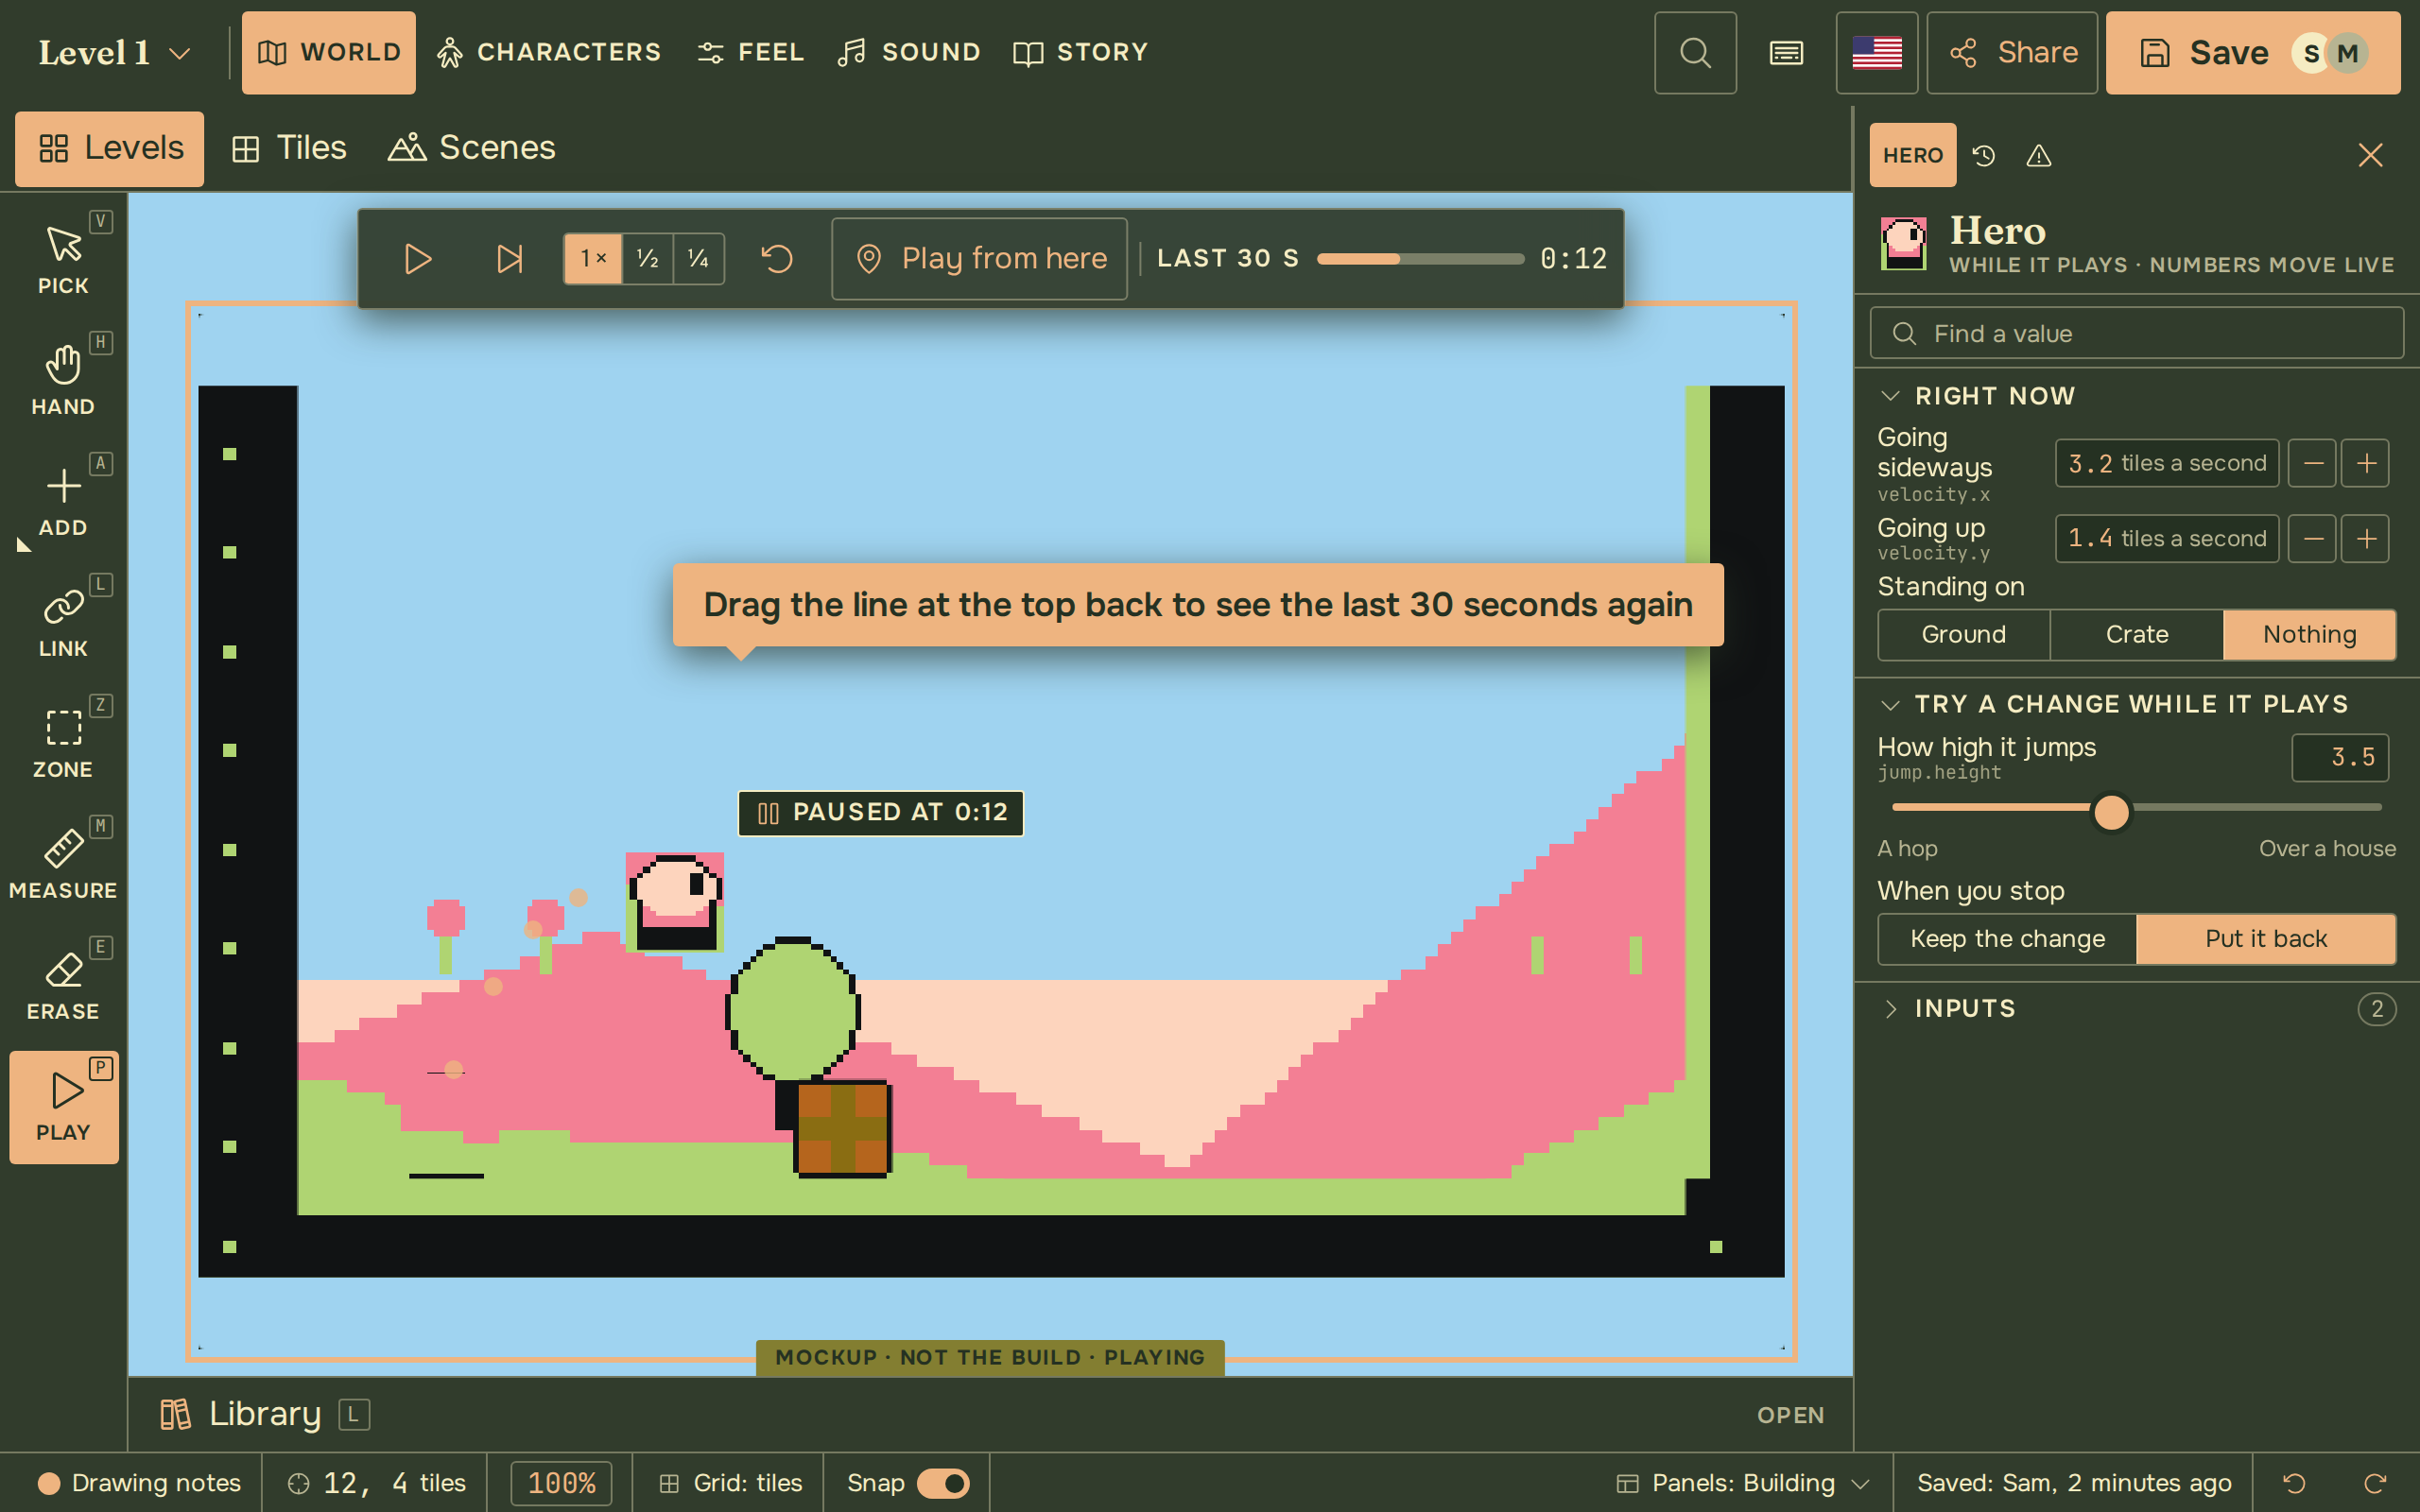 Level 1
WORLD
CHARACTERS
FEEL
SOUND
STORY
Share
Save
S
M
Levels
Tiles
Scenes
HERO
V
PICK
H
HAND
A
ADD
L
LINK
Z
ZONE
M
MEASURE
E
ERASE
P
PLAY
1×
½
¼
Play from here
LAST 30 S
0:12
Drag the line at the top back to see the last 30 seconds again
PAUSED AT 0:12
MOCKUP · NOT THE BUILD · PLAYING
Hero
WHILE IT PLAYS · NUMBERS MOVE LIVE
Find a value
RIGHT NOW
Going
sideways
velocity.x
3.2 tiles a second
Going up
velocity.y
1.4 tiles a second
Standing on
Ground
Crate
Nothing
TRY A CHANGE WHILE IT PLAYS
How high it jumps
jump.height
3.5
A hop
Over a house
When you stop
Keep the change
Put it back
INPUTS
2
Library
L
OPEN
Drawing notes
12, 4 tiles
100%
Grid: tiles
Snap
Panels: Building
Saved: Sam, 2 minutes ago